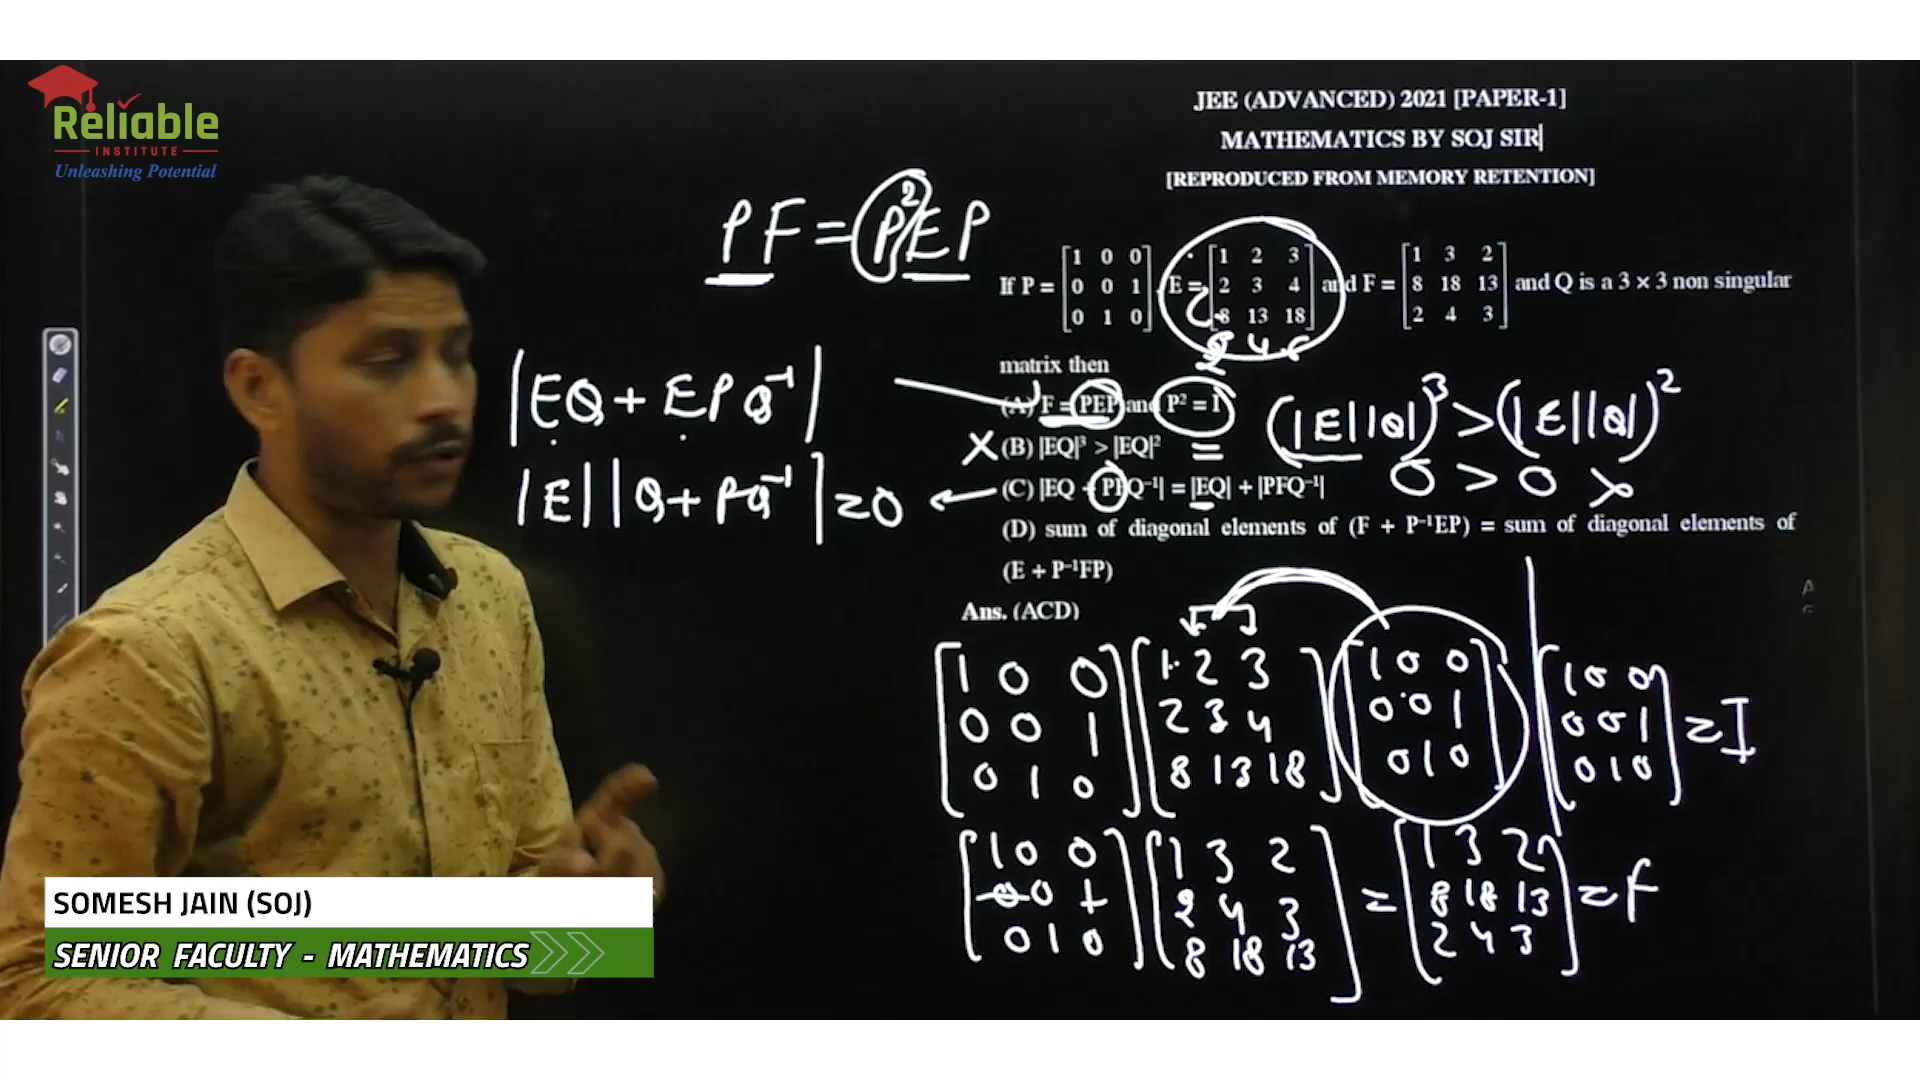 Reliable
INSTITUTE
Unleashing Potential
JEE (ADVANCED) 2021 [PAPER-1]
MATHEMATICS BY SOJ SIR
[REPRODUCED FROM MEMORY RETENTION]
PF = P²EP
If P = [1 0 0; 0 0 1; 0 1 0] E = [1 2 3; 2 3 4; 8 13 18] and F = [1 3 2; 8 18 13; 2 4 3] and Q is a 3 × 3 non singular
2 4 6
matrix then
(A) F = PEP and P² = I
(B) |EQ|³ > |EQ|²
(C) |EQ + PFQ⁻¹| = |EQ| + |PFQ⁻¹|
(D) sum of diagonal elements of (F + P⁻¹EP) = sum of diagonal elements of
(E + P⁻¹FP)
Ans. (ACD)
|EQ + EPQ⁻¹|
|E| |Q + PQ⁻¹| = 0
(|E||Q|)³ > (|E||Q|)²
0 > 0 ×
[1 0 0; 0 0 1; 0 1 0] [1 2 3; 2 3 4; 8 13 18] [1 0 0; 0 0 1; 0 1 0] [1 0 0; 0 0 1; 0 1 0] = I
[1 0 0; 0 0 1; 0 1 0] [1 3 2; 2 4 3; 8 18 13] = [1 3 2; 8 18 13; 2 4 3] = F
SOMESH JAIN (SOJ)
SENIOR FACULTY - MATHEMATICS